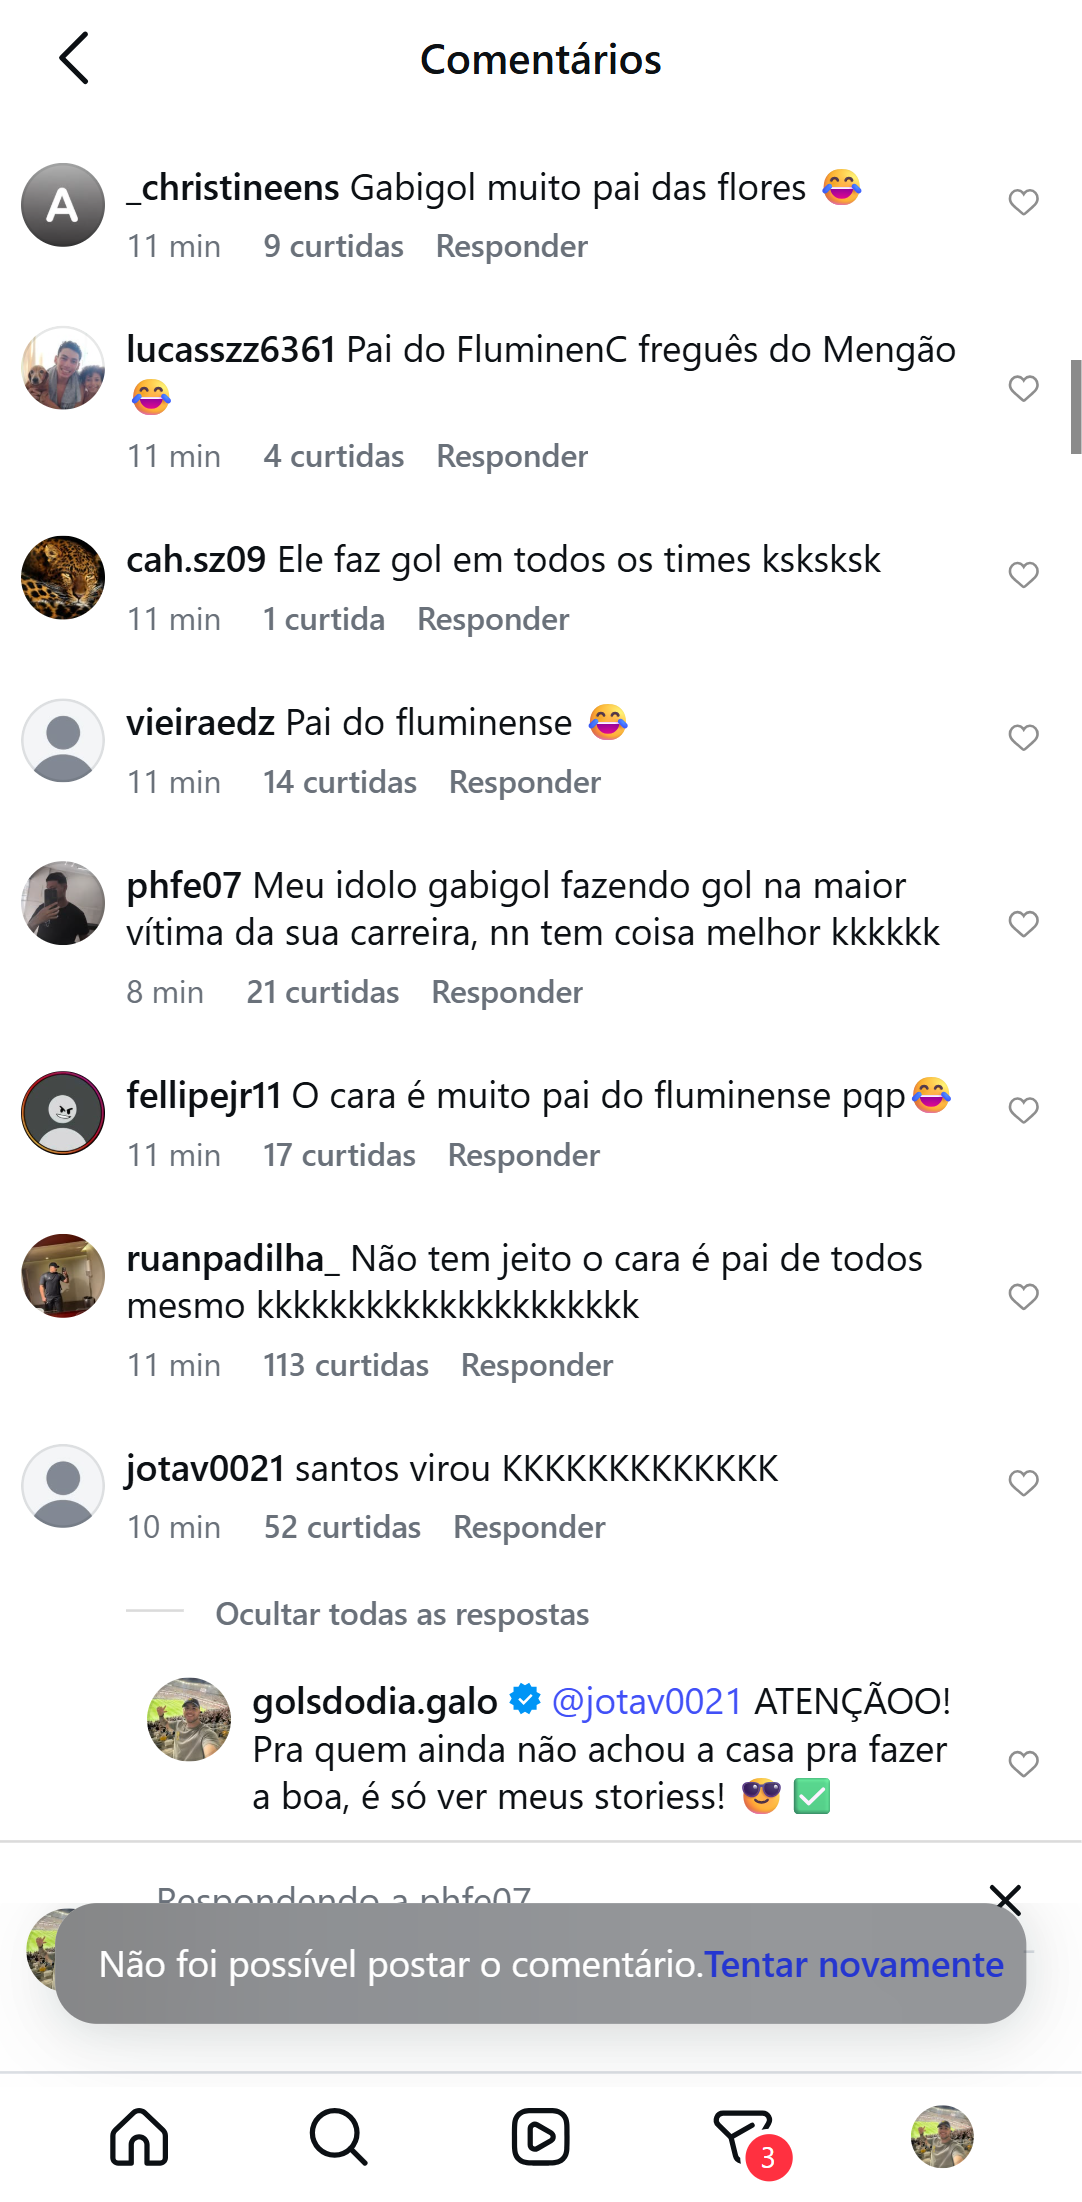 Comentários
A
_christineens Gabigol muito pai das flores 😂
11 min 9 curtidas Responder
lucasszz6361 Pai do FluminenC freguês do Mengão
😂
11 min 4 curtidas Responder
cah.sz09 Ele faz gol em todos os times ksksksk
11 min 1 curtida Responder
vieiraedz Pai do fluminense 😂
11 min 14 curtidas Responder
phfe07 Meu idolo gabigol fazendo gol na maior
vítima da sua carreira, nn tem coisa melhor kkkkkk
8 min 21 curtidas Responder
fellipejr11 O cara é muito pai do fluminense pqp😂
11 min 17 curtidas Responder
ruanpadilha_ Não tem jeito o cara é pai de todos
mesmo kkkkkkkkkkkkkkkkkkkkk
11 min 113 curtidas Responder
jotav0021 santos virou KKKKKKKKKKKKK
10 min 52 curtidas Responder
Ocultar todas as respostas
golsdodia.galo @jotav0021 ATENÇÃOO!
Pra quem ainda não achou a casa pra fazer
a boa, é só ver meus storiess! 😎 ✅
Respondendo a phfe07
Não foi possível postar o comentário.Tentar novamente
3